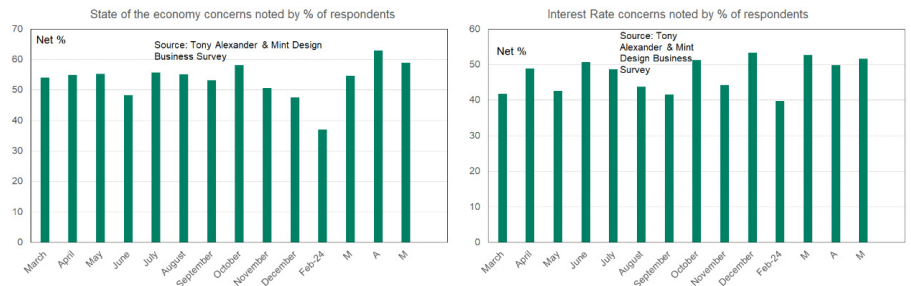 State of the economy concerns noted by % of respondents
70
Net %
Source: Tony Alexander & Mint Design
Business Survey
60
50
40
30
20
10
0
March
April
May
June
July
August
September
October
November
December
Feb-24
M
A
M
Interest Rate concerns noted by % of respondents
60
Net %
Source: Tony
Alexander & Mint
Design Business
Survey
50
40
30
20
10
0
March
April
May
June
July
August
September
October
November
December
Feb-24
M
A
M